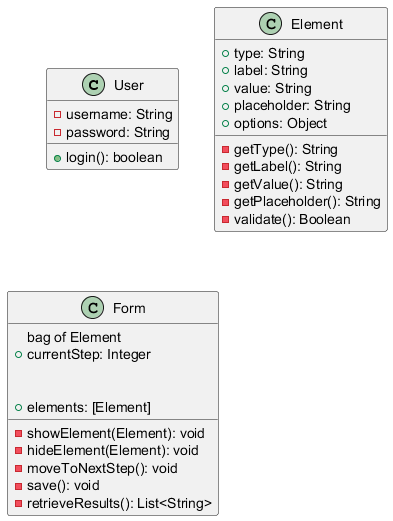 C User
username: String
password: String
login(): boolean
C Element
type: String
label: String
value: String
placeholder: String
options: Object
getType(): String
getLabel(): String
getValue(): String
getPlaceholder(): String
validate(): Boolean
C Form
bag of Element
currentStep: Integer
elements: [Element]
showElement(Element): void
hideElement(Element): void
moveToNextStep(): void
save(): void
retrieveResults(): List<String>